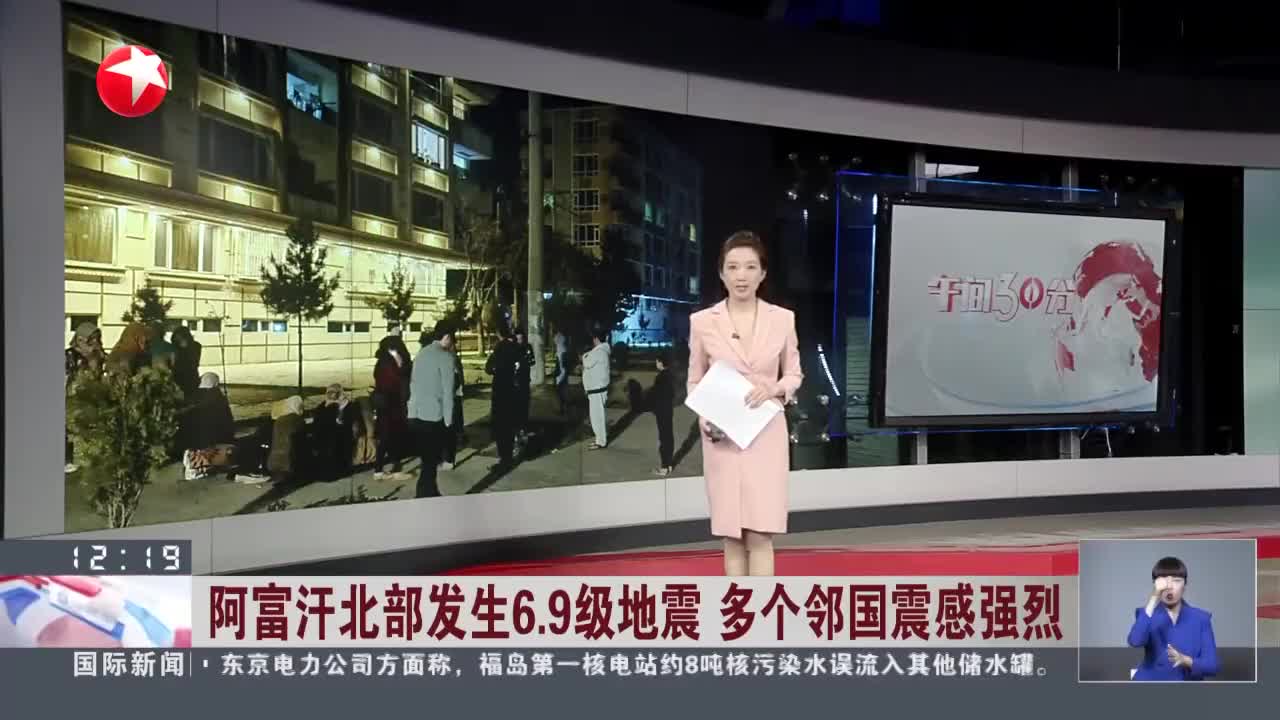 午间30分
12:19
阿富汗北部发生6.9级地震 多个邻国震感强烈
国际新闻 · 东京电力公司方面称，福岛第一核电站约8吨核污染水误流入其他储水罐。